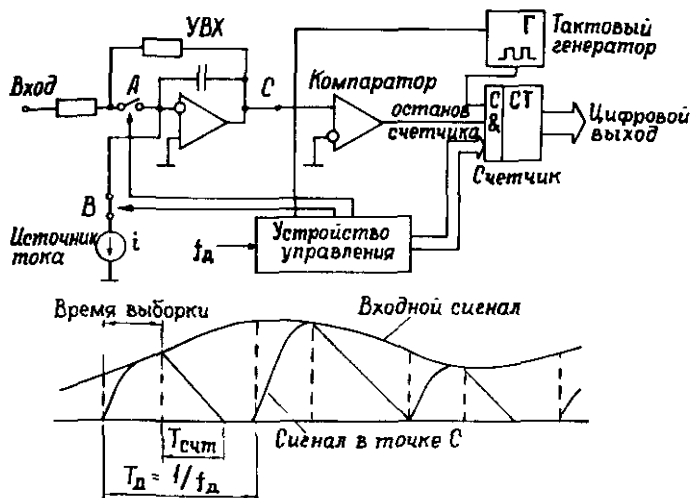 УВХ
Вход
A
C
Компаратор
Г
Тактовый
генератор
останов
счетчика
C
&
CT
Цифровой
выход
Счетчик
B
Источник
тока
i
fд
Устройство
управления
Время выборки
Входной сигнал
Tсчт
Сигнал в точке C
Tд = 1/fд